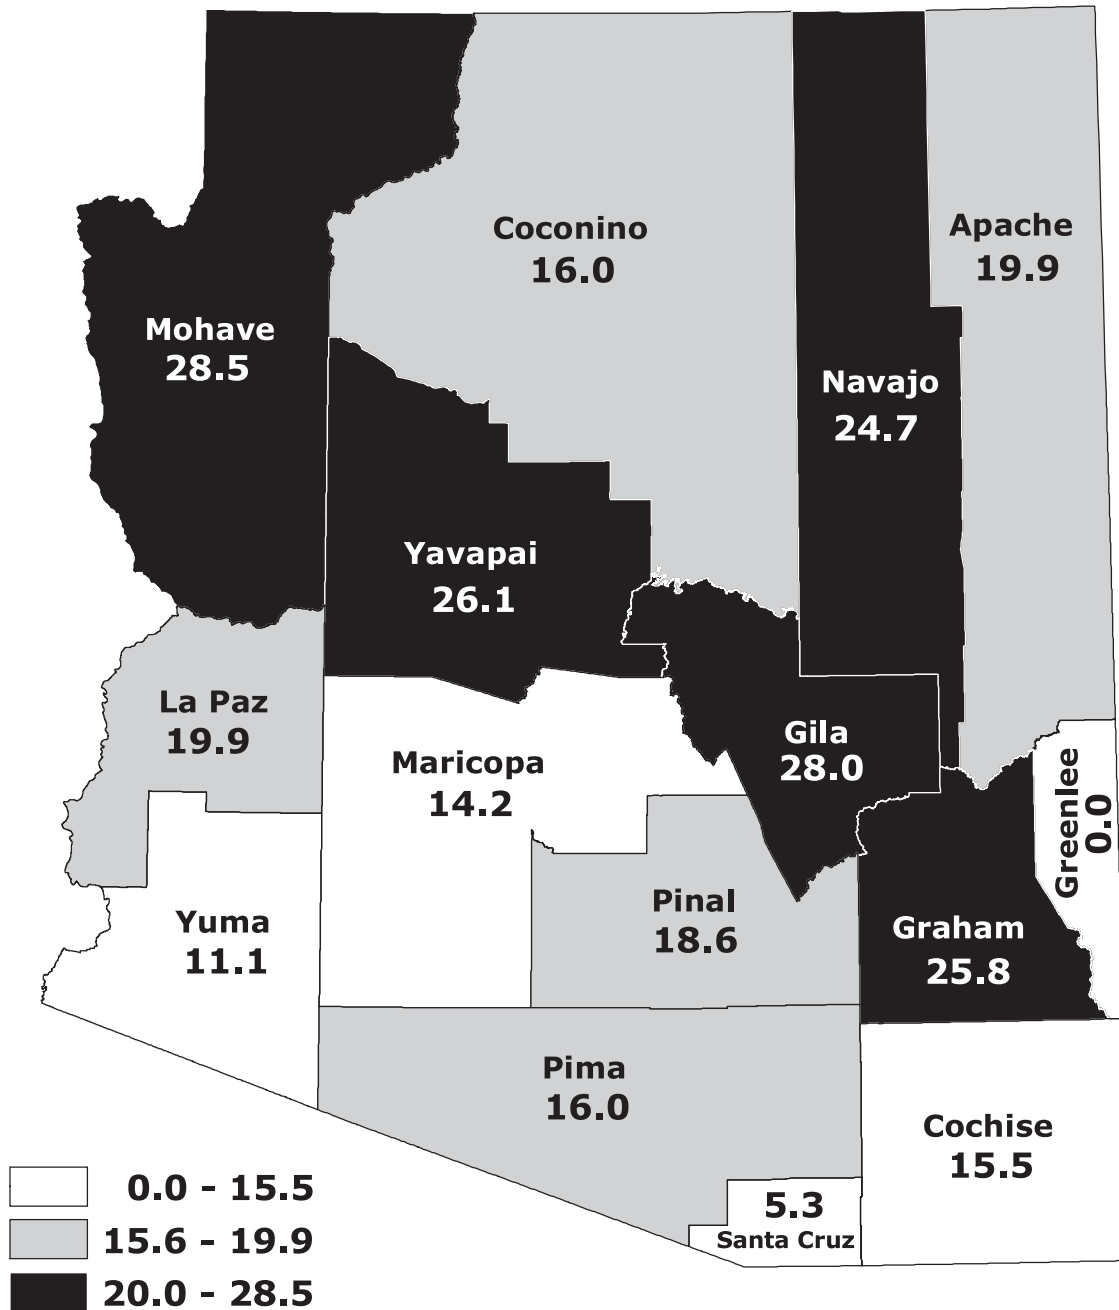 Coconino
16.0
Apache
19.9
Mohave
28.5
Navajo
24.7
Yavapai
26.1
La Paz
19.9
Maricopa
14.2
Gila
28.0
Greenlee
0.0
Yuma
11.1
Pinal
18.6
Graham
25.8
Pima
16.0
Cochise
15.5
5.3
Santa Cruz
0.0 - 15.5
15.6 - 19.9
20.0 - 28.5